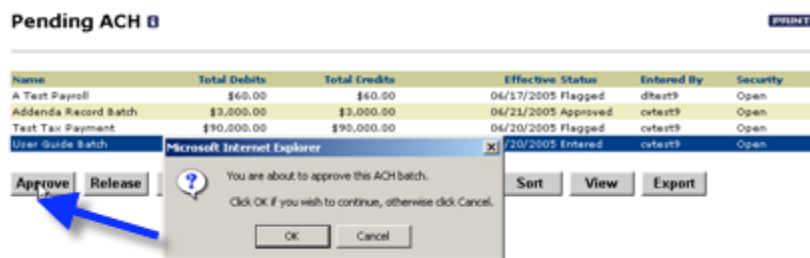 Pending ACH
PRINT
Name Total Debits Total Credits Effective Status Entered By Security
A Test Payroll $60.00 $60.00 06/17/2005 Flagged dltest9 Open
Addenda Record Batch $3,000.00 $3,000.00 06/21/2005 Approved cvtest9 Open
Test Tax Payment $90,000.00 $90,000.00 06/20/2005 Flagged cvtest9 Open
User Guide Batch /20/2005 Entered cvtest9 Open
Microsoft Internet Explorer
You are about to approve this ACH batch.
Click OK if you wish to continue, otherwise click Cancel.
OK Cancel
Approve Release Sort View Export